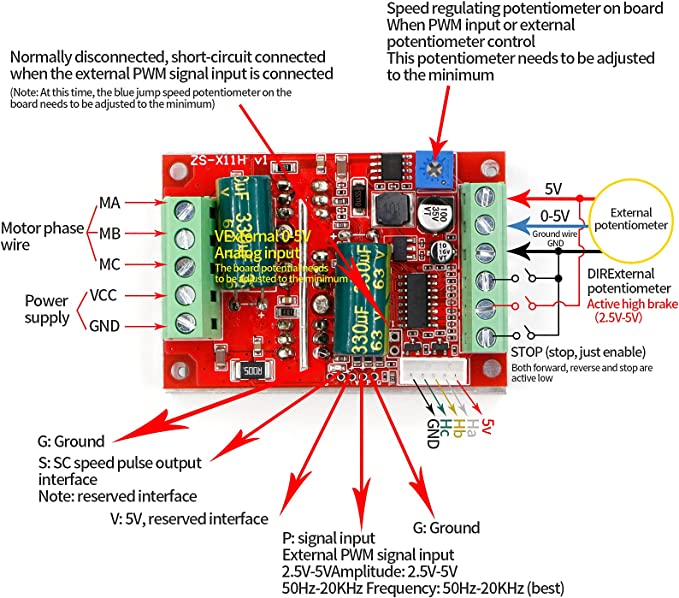 Speed regulating potentiometer on board
When PWM input or external
potentiometer control
This potentiometer needs to be adjusted
to the minimum
Normally disconnected, short-circuit connected
when the external PWM signal input is connected
(Note: At this time, the blue jump speed potentiometer on the
board needs to be adjusted to the minimum)
ZS-X11H v1
MA
Motor phase
wire
MB
MC
Power
supply
VCC
GND
330uF
63V
VExternal 0-5V
Analog input
The board potential needs
to be adjusted to the minimum
330uF
63V
100
35V
VT
R005
5V
0-5V
Ground wire
GND
External
potentiometer
DIRExternal
potentiometer
Active high brake
(2.5V-5V)
STOP (stop, just enable)
Both forward, reverse and stop are
active low
GND
Hc
Hb
Ha
5v
G: Ground
S: SC speed pulse output
interface
Note: reserved interface
V: 5V, reserved interface
P: signal input
External PWM signal input
2.5V-5VAmplitude: 2.5V-5V
50Hz-20KHz Frequency: 50Hz-20KHz (best)
G: Ground